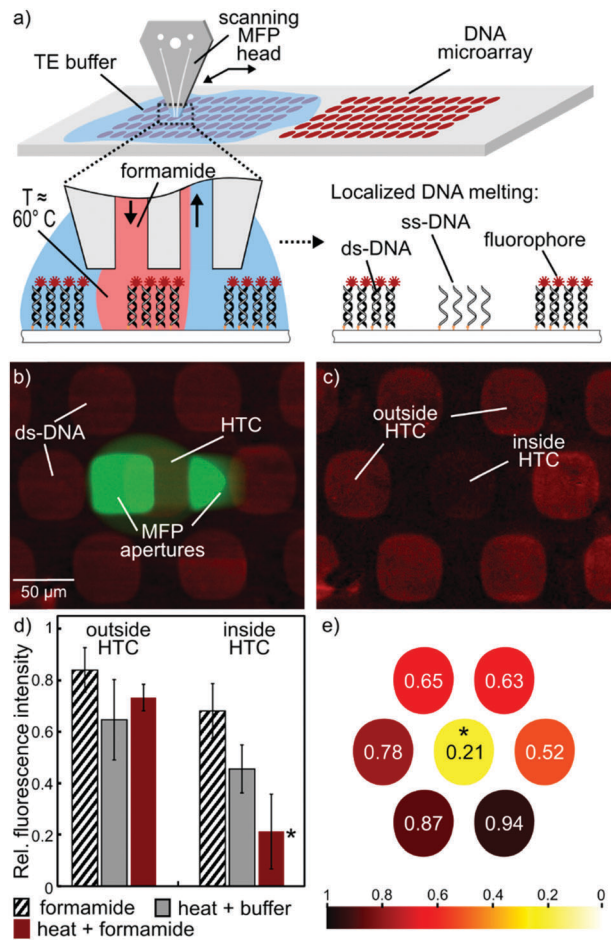 a)
scanning
MFP
head
TE buffer
DNA
microarray
formamide
T ≈
60° C
Localized DNA melting:
ds-DNA
ss-DNA
fluorophore
b)
ds-DNA
HTC
MFP
apertures
50 µm
c)
outside
HTC
inside
HTC
d)
Rel. fluorescence intensity
1
0.8
0.6
0.4
0.2
0
outside
HTC
inside
HTC
*
formamide
heat + buffer
heat + formamide
e)
0.65
0.63
0.78
*
0.21
0.52
0.87
0.94
1
0.8
0.6
0.4
0.2
0